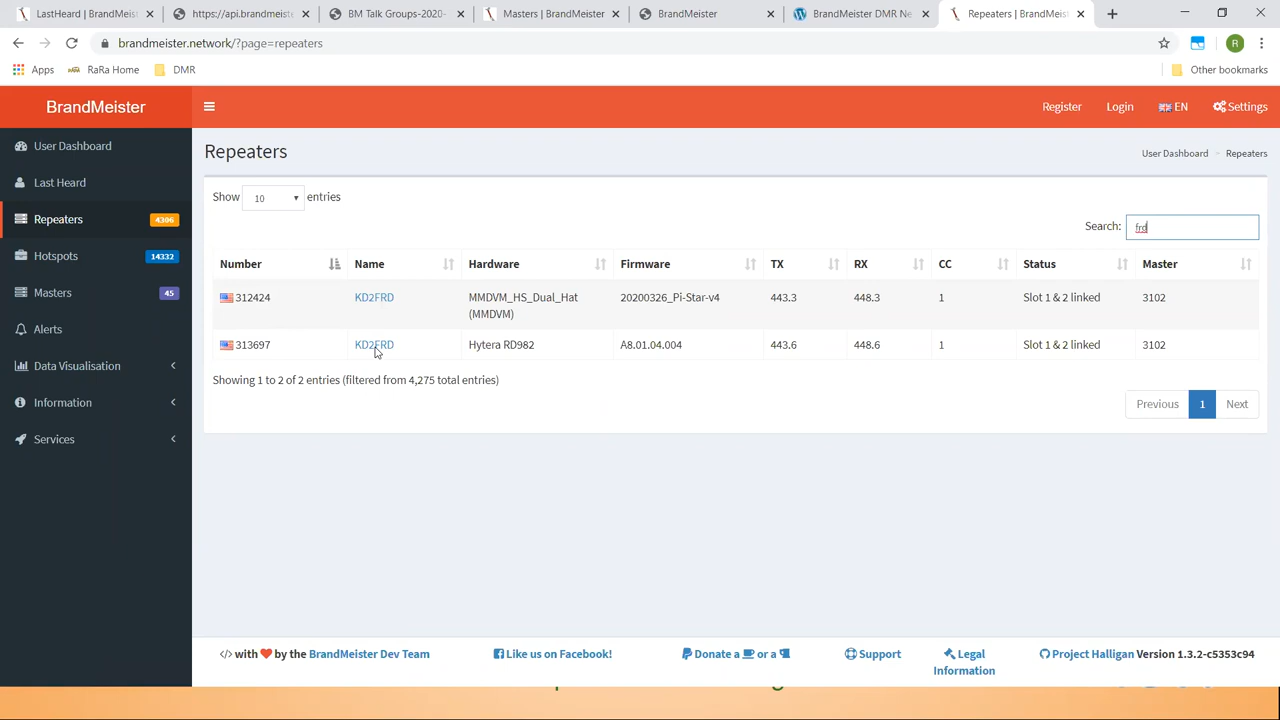 LastHeard | BrandMeis
https://api.brandmeiste
BM Talk Groups-2020-
Masters | BrandMeiste
BrandMeister
BrandMeister DMR Ne
Repeaters | BrandMeis
brandmeister.network/?page=repeaters
R
Apps
RaRa Home
DMR
Other bookmarks
BrandMeister
Register
Login
EN
Settings
User Dashboard
Last Heard
Repeaters 4306
Hotspots 14332
Masters 45
Alerts
Data Visualisation
Information
Services
Repeaters
User Dashboard
Repeaters
Show 10 entries
Search: frd
Number Name Hardware Firmware TX RX CC Status Master
312424 KD2FRD MMDVM_HS_Dual_Hat 20200326_Pi-Star-v4 443.3 448.3 1 Slot 1 & 2 linked 3102
(MMDVM)
313697 KD2FRD Hytera RD982 A8.01.04.004 443.6 448.6 1 Slot 1 & 2 linked 3102
Showing 1 to 2 of 2 entries (filtered from 4,275 total entries)
Previous 1 Next
</> with by the BrandMeister Dev Team
Like us on Facebook!
Donate a or a
Support
Legal
Information
Project Halligan Version 1.3.2-c5353c94